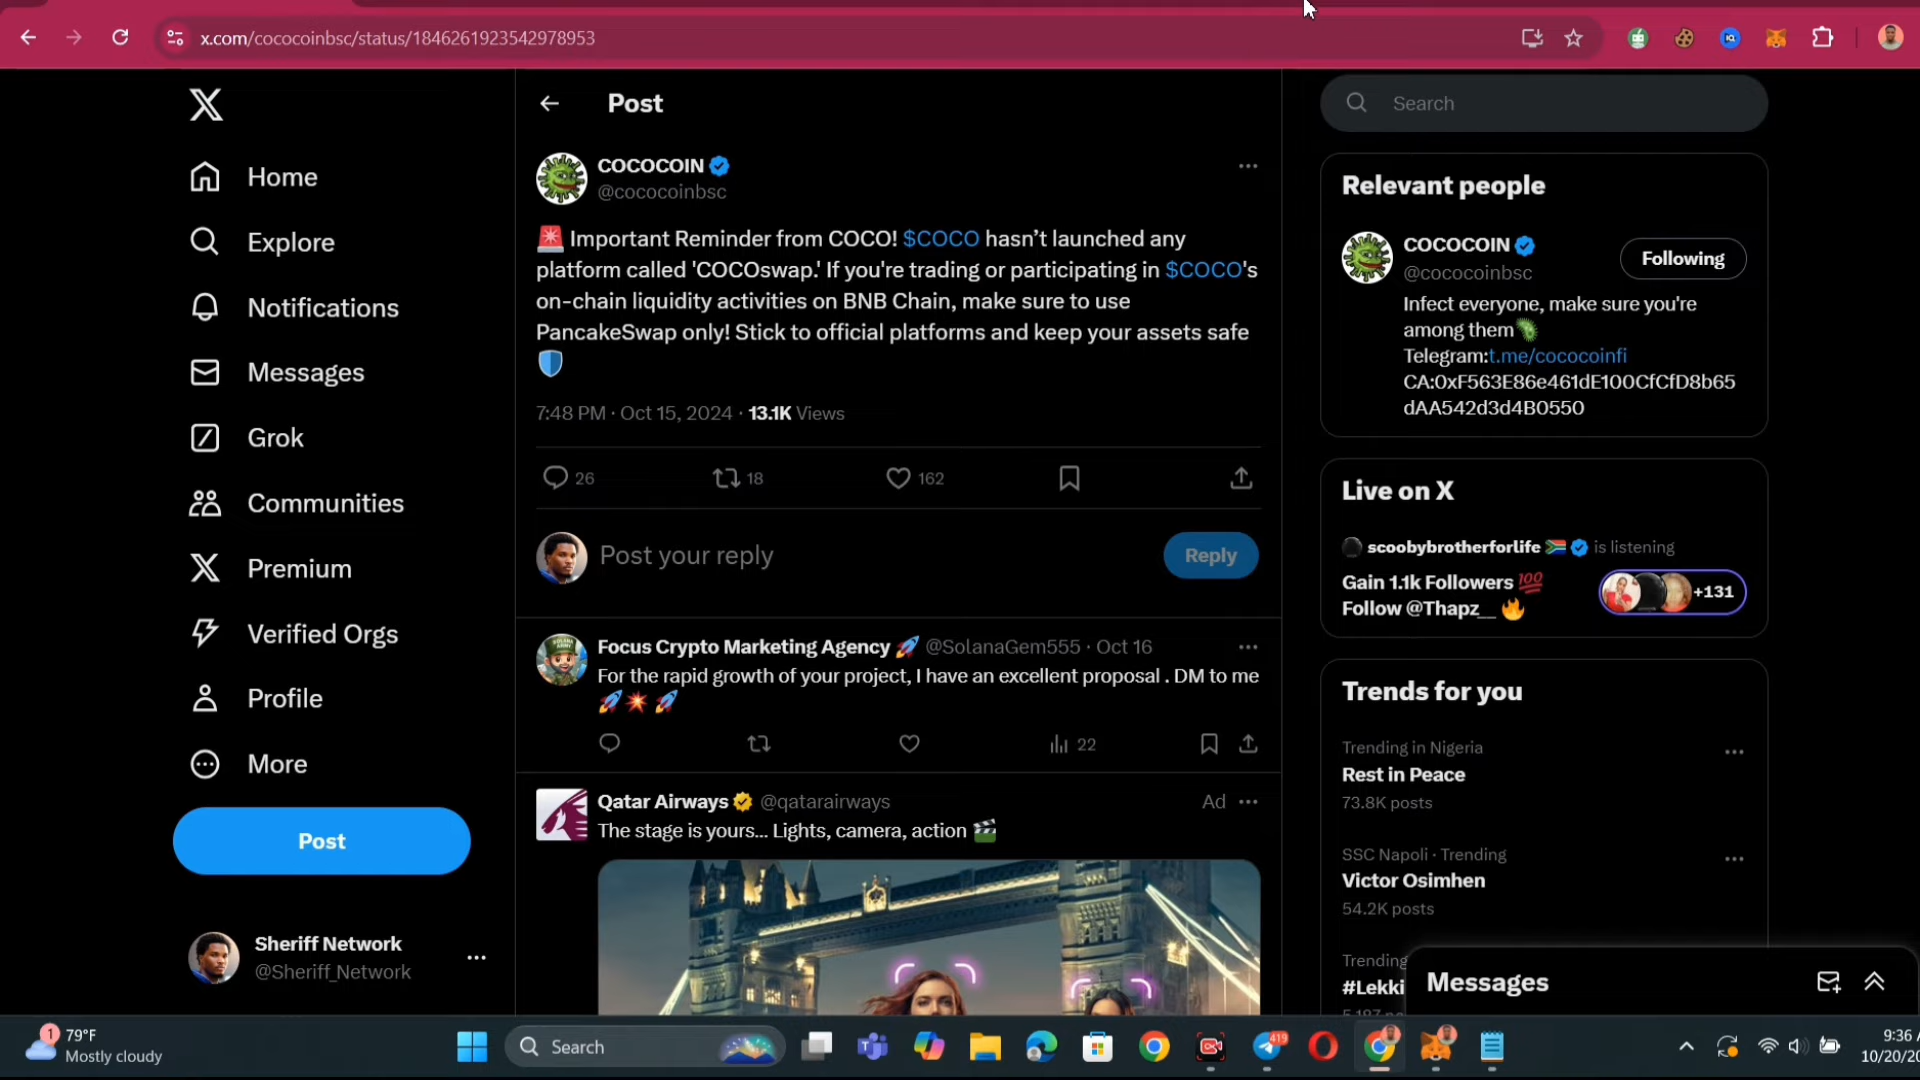 x.com/cococoinbsc/status/1846261923542978953
Home
Explore
Notifications
Messages
Grok
Communities
Premium
Verified Orgs
Profile
More
Post
Sheriff Network
@Sheriff_Network
Post
COCOCOIN
@cococoinbsc
🚨 Important Reminder from COCO! $COCO hasn’t launched any
platform called 'COCOswap.' If you're trading or participating in $COCO's
on-chain liquidity activities on BNB Chain, make sure to use
PancakeSwap only! Stick to official platforms and keep your assets safe
🛡️
7:48 PM · Oct 15, 2024 · 13.1K Views
26 18 162
Post your reply
Reply
Focus Crypto Marketing Agency 🚀 @SolanaGem555 · Oct 16
For the rapid growth of your project, I have an excellent proposal . DM to me
🚀💥 🚀
22
Qatar Airways @qatarairways Ad
The stage is yours... Lights, camera, action 🎬
Search
Relevant people
COCOCOIN
@cococoinbsc
Following
Infect everyone, make sure you're
among them🦠
Telegram:t.me/cococoinfi
CA:0xF563E86e461dE100CfCfD8b65
dAA542d3d4B0550
Live on X
scoobybrotherforlife 🇿🇦 is listening
Gain 1.1k Followers 💯
Follow @Thapz__ 🔥
+131
Trends for you
Trending in Nigeria
Rest in Peace
73.8K posts
SSC Napoli · Trending
Victor Osimhen
54.2K posts
Trending
#Lekki
Messages
1
79°F
Mostly cloudy
Search
419
9:36
10/20/20